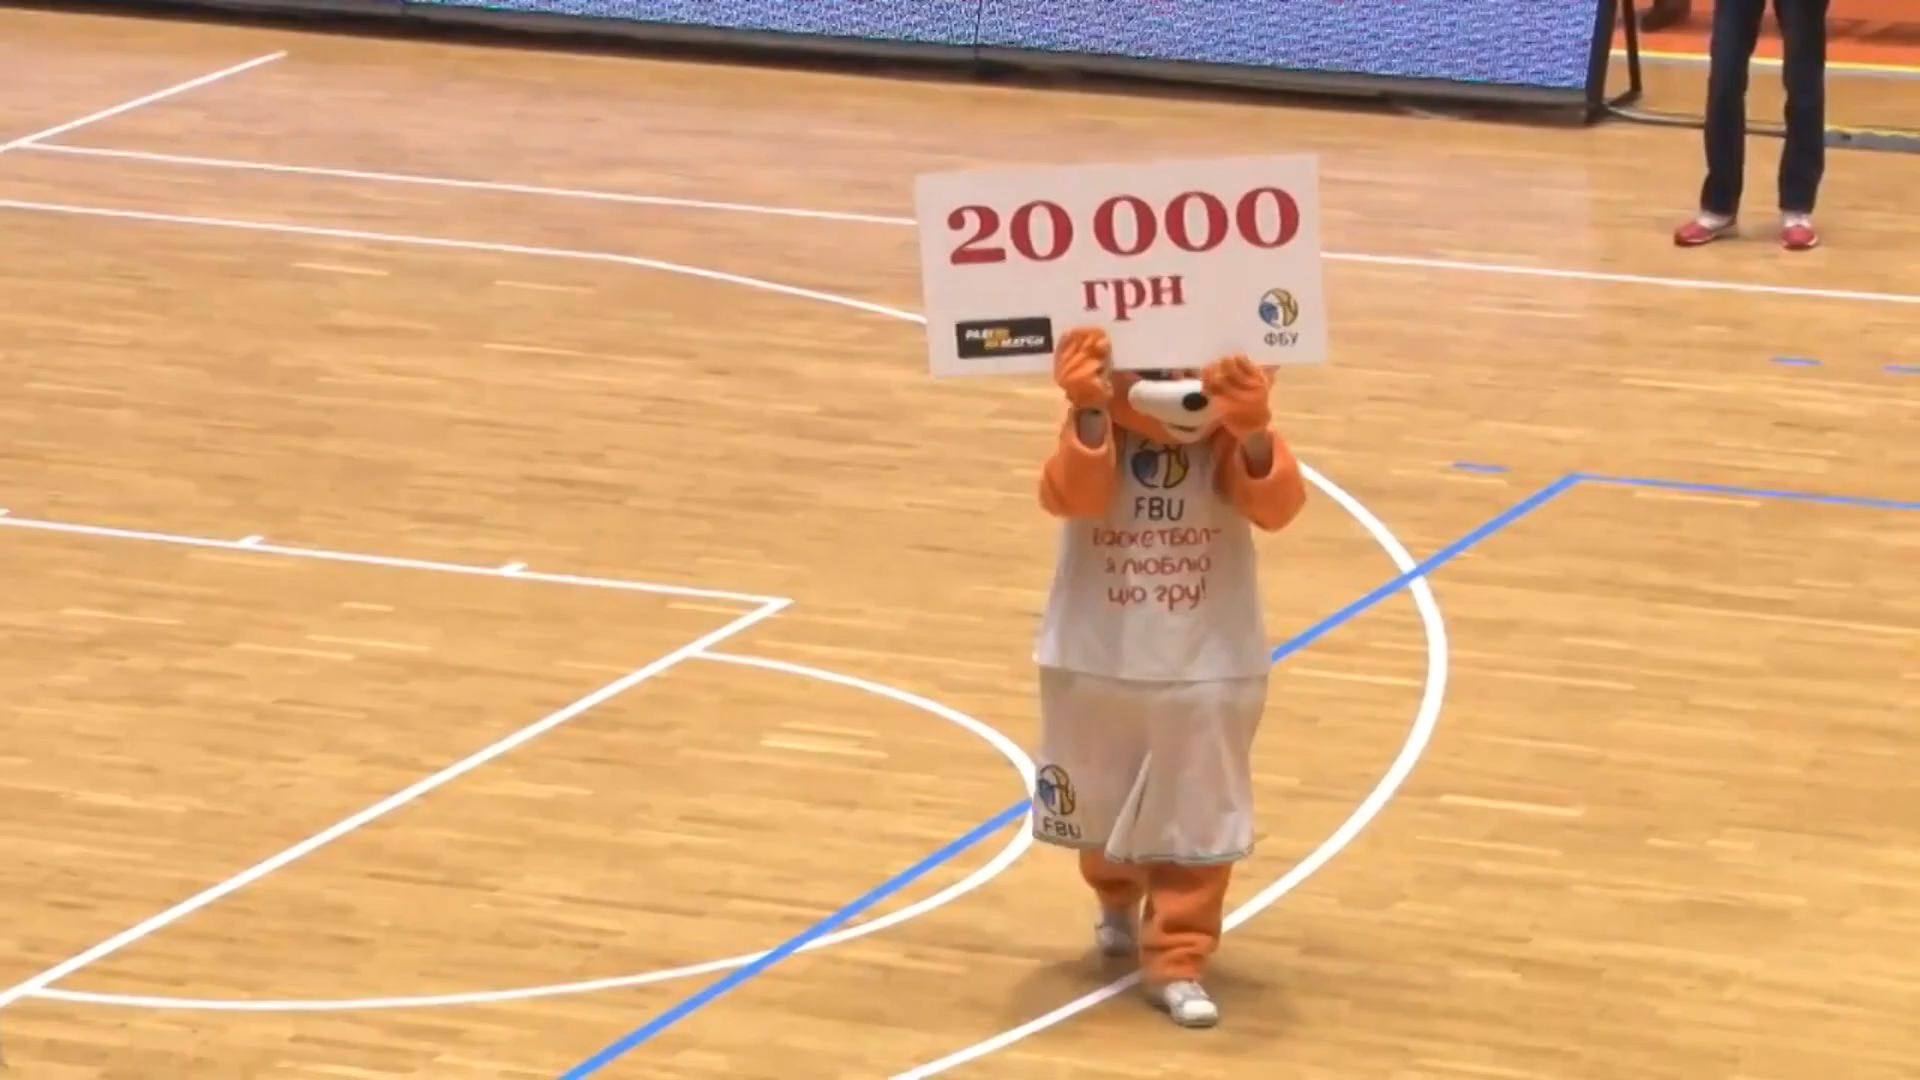 20 000
грн
ФБУ
FBU
Баскетбол-
я люблю
цю гру!
FBU